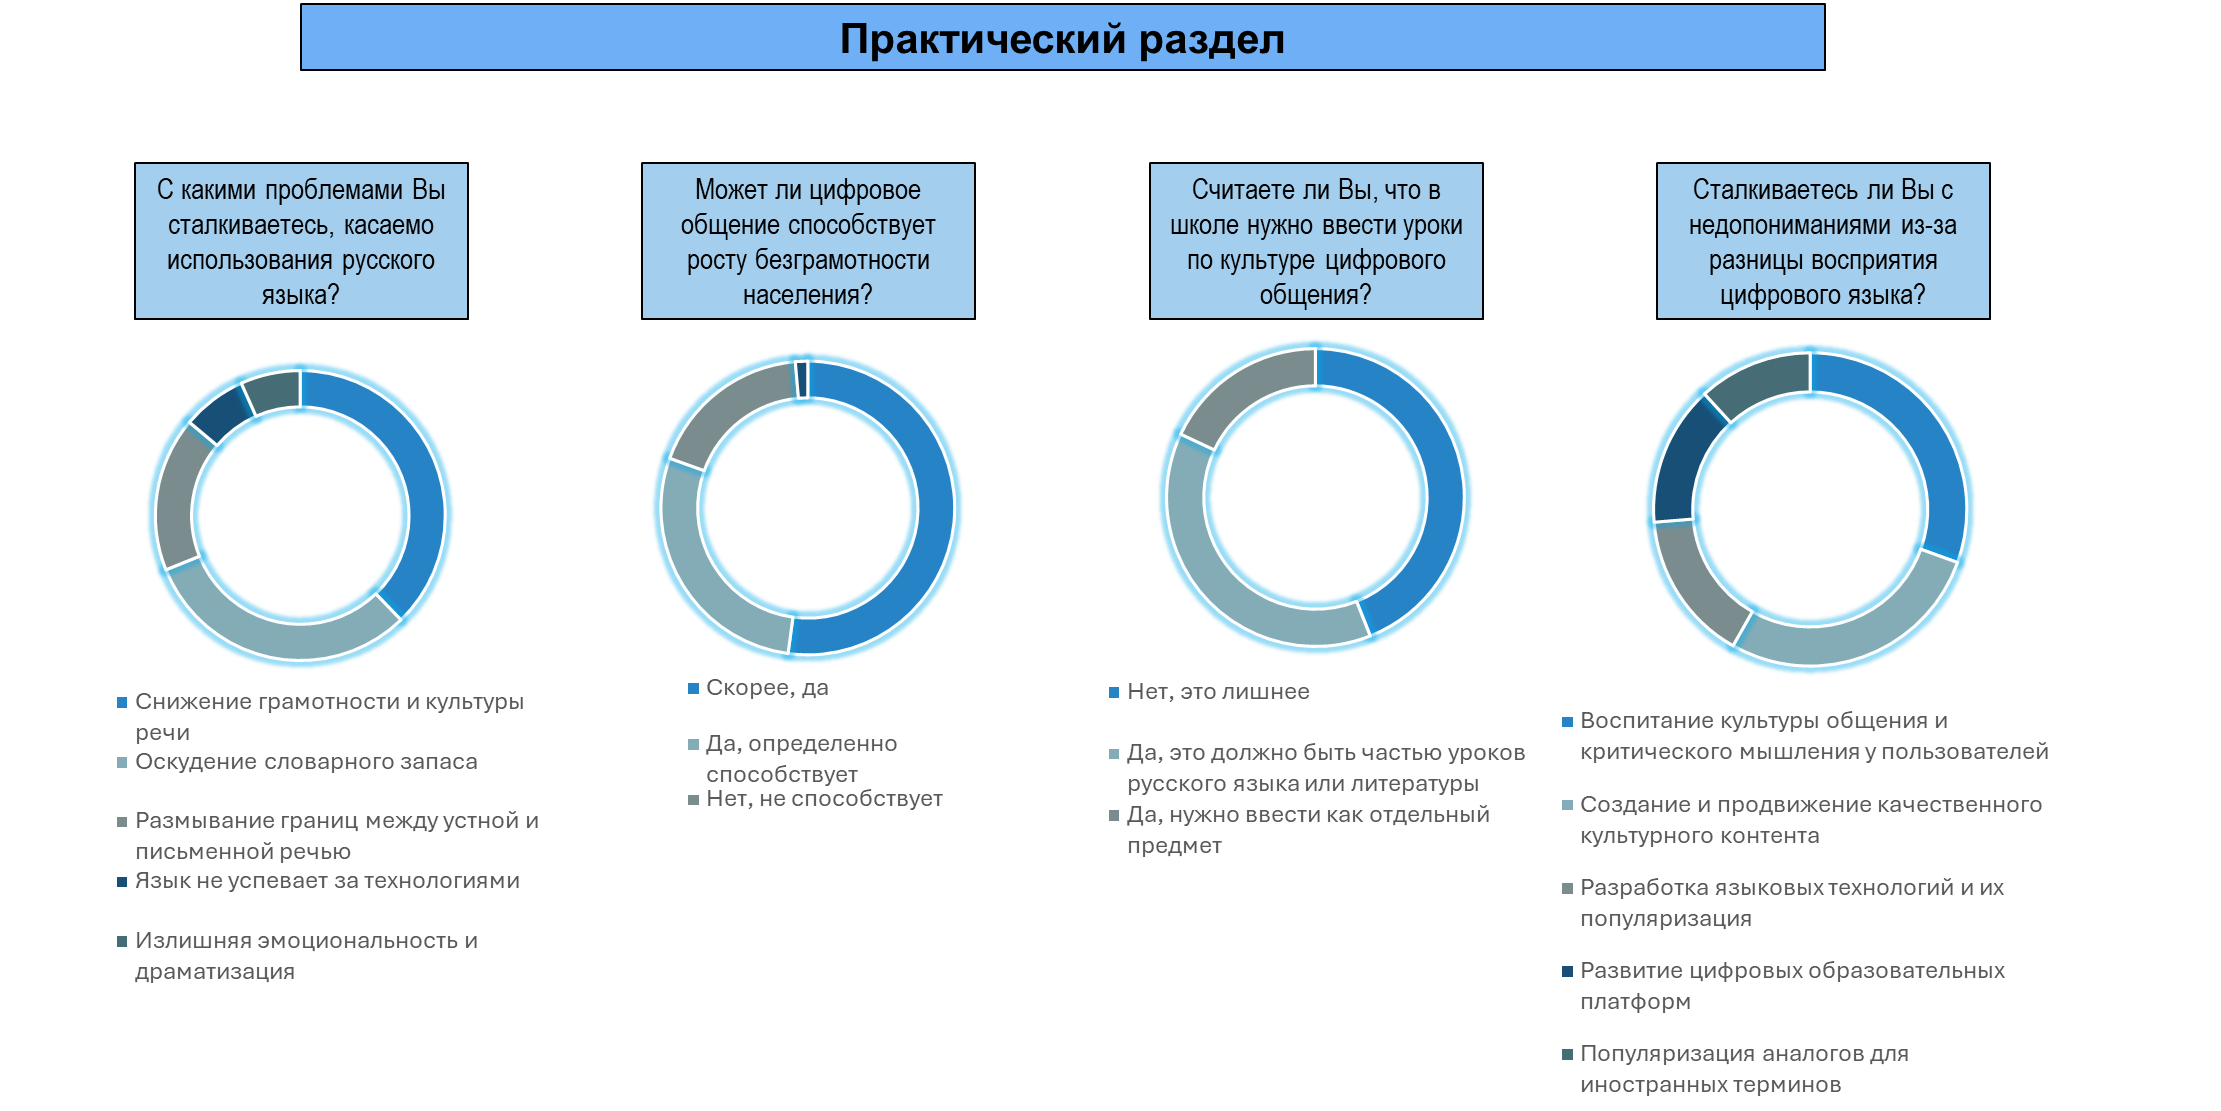 Практический раздел
С какими проблемами Вы
сталкиваетесь, касаемо
использования русского
языка?
Может ли цифровое
общение способствует
росту безграмотности
населения?
Считаете ли Вы, что в
школе нужно ввести уроки
по культуре цифрового
общения?
Сталкиваетесь ли Вы с
недопониманиями из-за
разницы восприятия
цифрового языка?
Снижение грамотности и культуры
речи
Оскудение словарного запаса
Размывание границ между устной и
письменной речью
Язык не успевает за технологиями
Излишняя эмоциональность и
драматизация
Скорее, да
Да, определенно
способствует
Нет, не способствует
Нет, это лишнее
Да, это должно быть частью уроков
русского языка или литературы
Да, нужно ввести как отдельный
предмет
Воспитание культуры общения и
критического мышления у пользователей
Создание и продвижение качественного
культурного контента
Разработка языковых технологий и их
популяризация
Развитие цифровых образовательных
платформ
Популяризация аналогов для
иностранных терминов